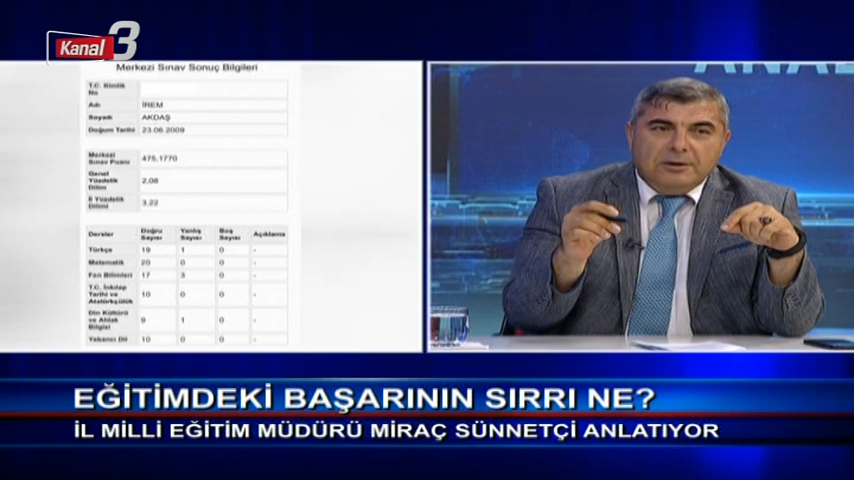 Kanal 3
Merkezi Sınav Sonuç Bilgileri
T.C. Kimlik No
Adı İREM
Soyadı AKDAŞ
Doğum Tarihi 23.06.2009
Merkezi Sınav Puanı 475,1770
Genel Yüzdelik Dilim 2.08
İl Yüzdelik Dilimi 3.22
Dersler Doğru Sayısı Yanlış Sayısı Boş Sayısı Açıklama
Türkçe 19 1 0 -
Matematik 20 0 0 -
Fen Bilimleri 17 3 0 -
T.C. İnkılap Tarihi ve Atatürkçülük 10 0 0 -
Din Kültürü ve Ahlak Bilgisi 9 1 0 -
Yabancı Dil 10 0 0 -
ANAL
EĞİTİMDEKİ BAŞARININ SIRRI NE?
İL MİLLİ EĞİTİM MÜDÜRÜ MİRAÇ SÜNNETÇİ ANLATIYOR